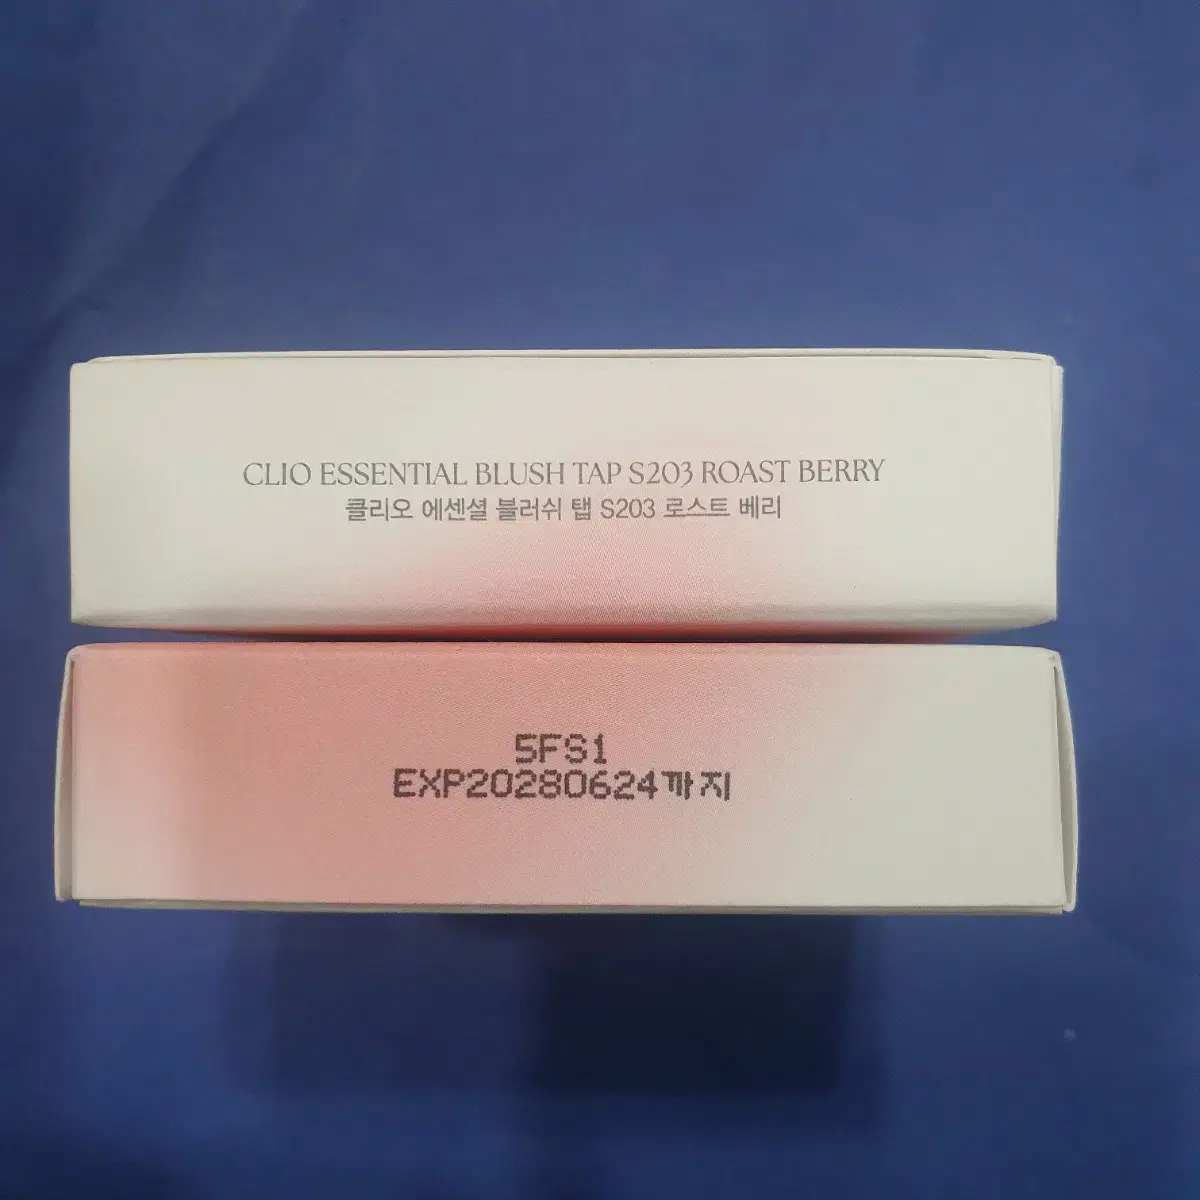 CLIO ESSENTIAL BLUSH TAP S203 ROAST BERRY
클리오 에센셜 블러쉬 탭 S203 로스트 베리
5FS1
EXP20280624까지